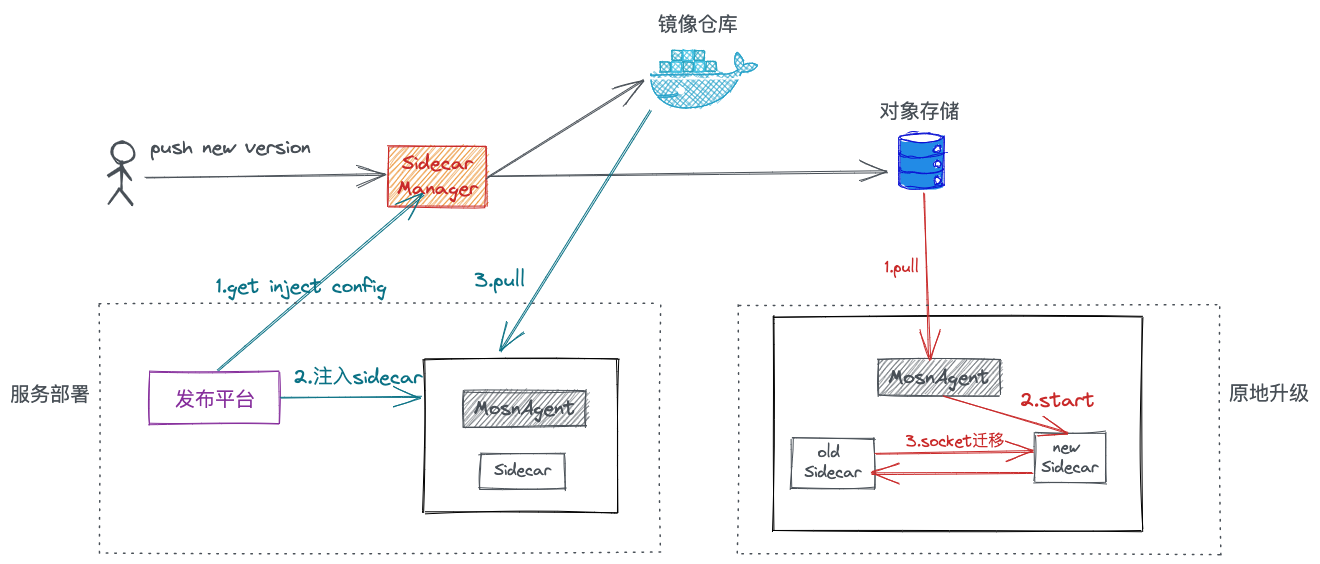 镜像仓库
对象存储
push new version
Sidecar
Manager
1.get inject config
3.pull
1.pull
服务部署
发布平台
2.注入sidecar
MosnAgent
Sidecar
MosnAgent
2.start
3.socket迁移
old
Sidecar
new
Sidecar
原地升级